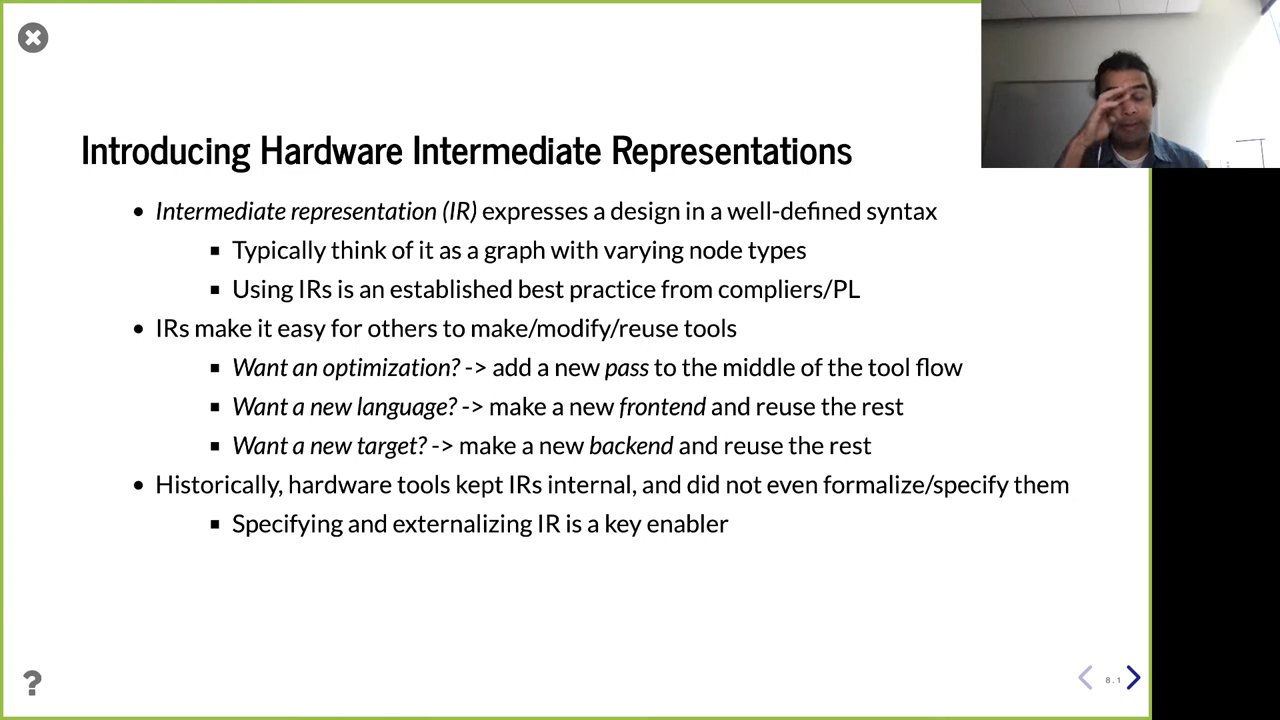 Introducing Hardware Intermediate Representations
Intermediate representation (IR) expresses a design in a well-defined syntax
Typically think of it as a graph with varying node types
Using IRs is an established best practice from compliers/PL
IRs make it easy for others to make/modify/reuse tools
Want an optimization? -> add a new pass to the middle of the tool flow
Want a new language? -> make a new frontend and reuse the rest
Want a new target? -> make a new backend and reuse the rest
Historically, hardware tools kept IRs internal, and did not even formalize/specify them
Specifying and externalizing IR is a key enabler
?
8.1